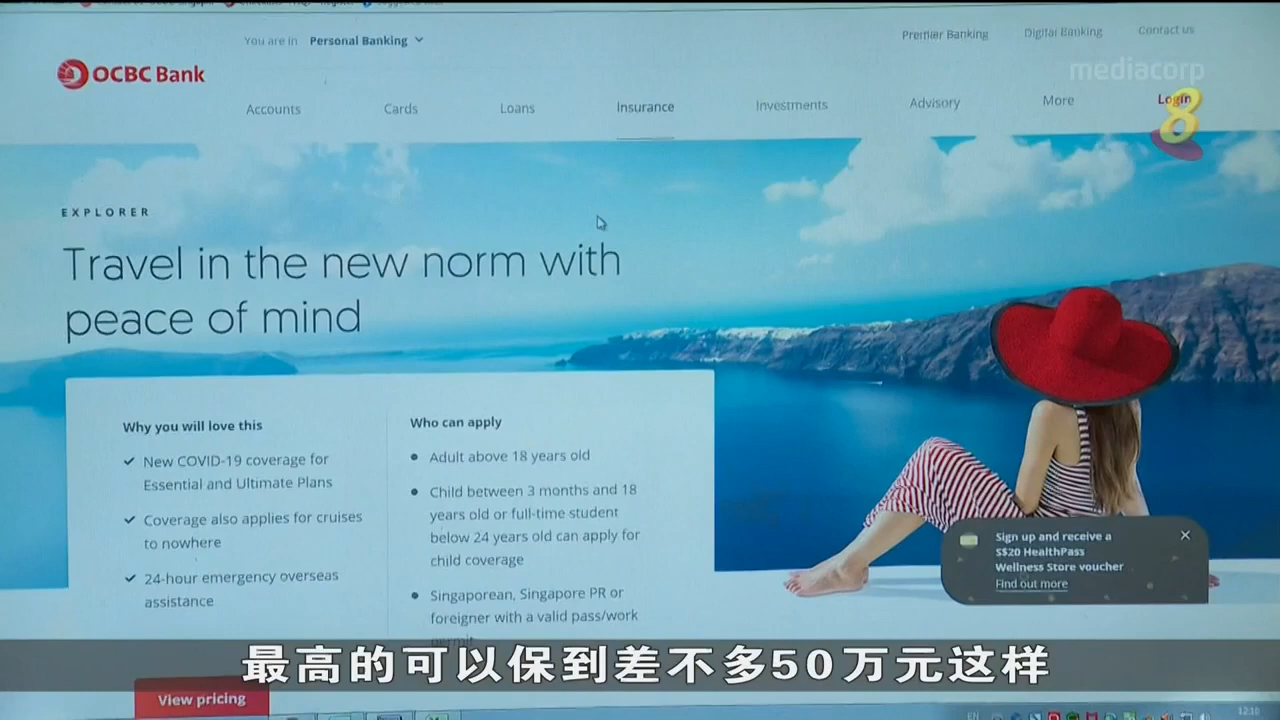 You are in Personal Banking
Premier Banking
Digital Banking
Contact us
mediacorp
8
OCBC Bank
Accounts
Cards
Loans
Insurance
Investments
Advisory
More
Login
EXPLORER
Travel in the new norm with
peace of mind
Why you will love this
New COVID-19 coverage for
Essential and Ultimate Plans
Coverage also applies for cruises
to nowhere
24-hour emergency overseas
assistance
Who can apply
Adult above 18 years old
Child between 3 months and 18
years old or full-time student
below 24 years old can apply for
child coverage
Singaporean, Singapore PR or
foreigner with a valid pass/work
permit
Sign up and receive a
S$20 HealthPass
Wellness Store voucher
Find out more
最高的可以保到差不多50万元这样
View pricing
EN
12:10